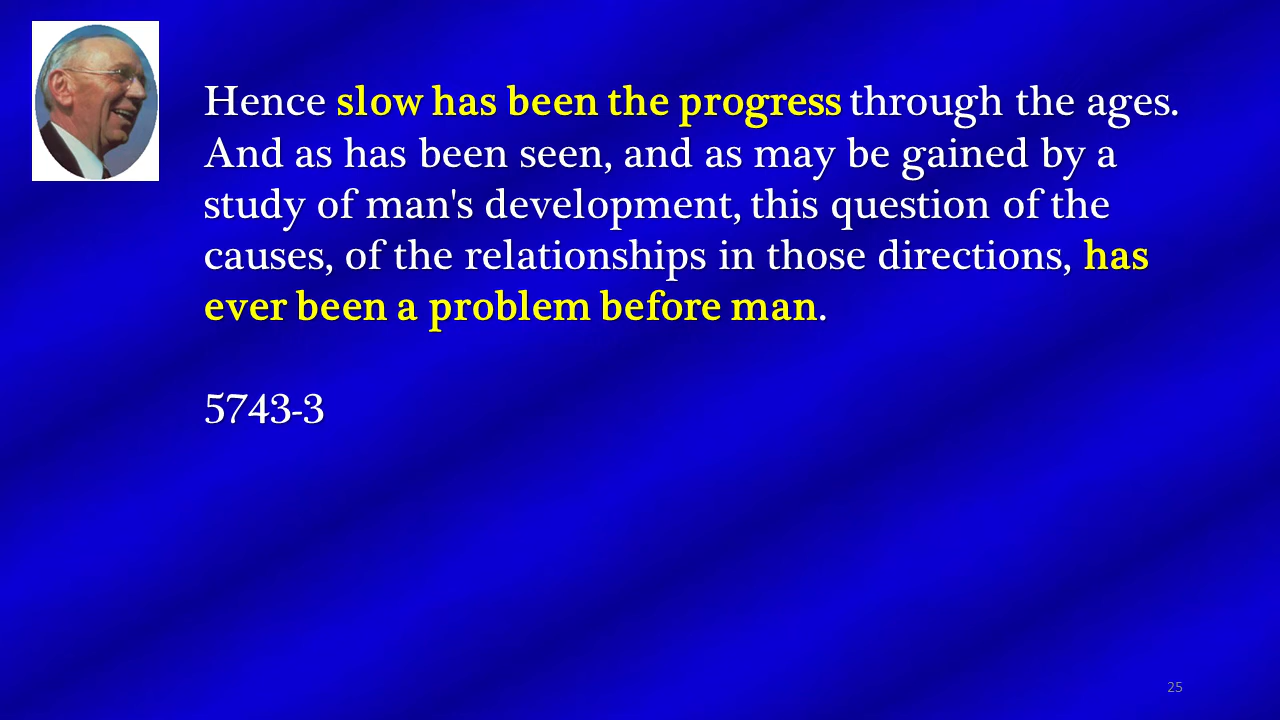 Hence slow has been the progress through the ages.
And as has been seen, and as may be gained by a
study of man's development, this question of the
causes, of the relationships in those directions, has
ever been a problem before man.
5743-3
25